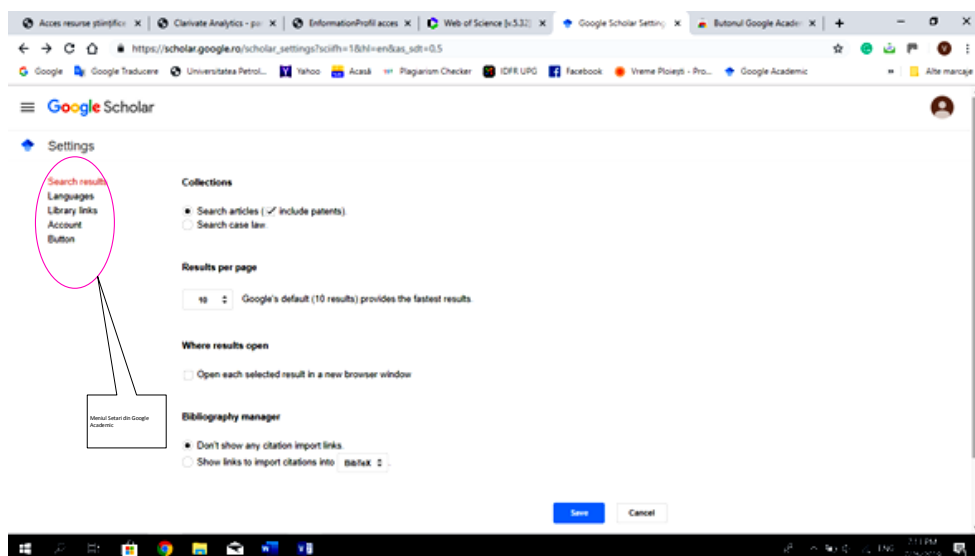 Acces resurse științifice
Clarivate Analytics - pa
EnformationProfil acces
Web of Science [v.5.32]
Google Scholar Setting
Butonul Google Acade
https://scholar.google.ro/scholar_settings?sciifh=1&hl=en&as_sdt=0,5
Google
Google Traducere
Universitatea Petrol...
Yahoo
Acasă
Plagiarism Checker
IDFR UPG
Facebook
Vreme Ploiești - Pro...
Google Academic
Alte marcaje
Google Scholar
Settings
Search results
Languages
Library links
Account
Button
Collections
Search articles ( include patents).
Search case law.
Results per page
10 Google's default (10 results) provides the fastest results.
Where results open
Open each selected result in a new browser window
Bibliography manager
Don't show any citation import links.
Show links to import citations into BibTeX .
Save Cancel
Meniul Setari din Google
Academic